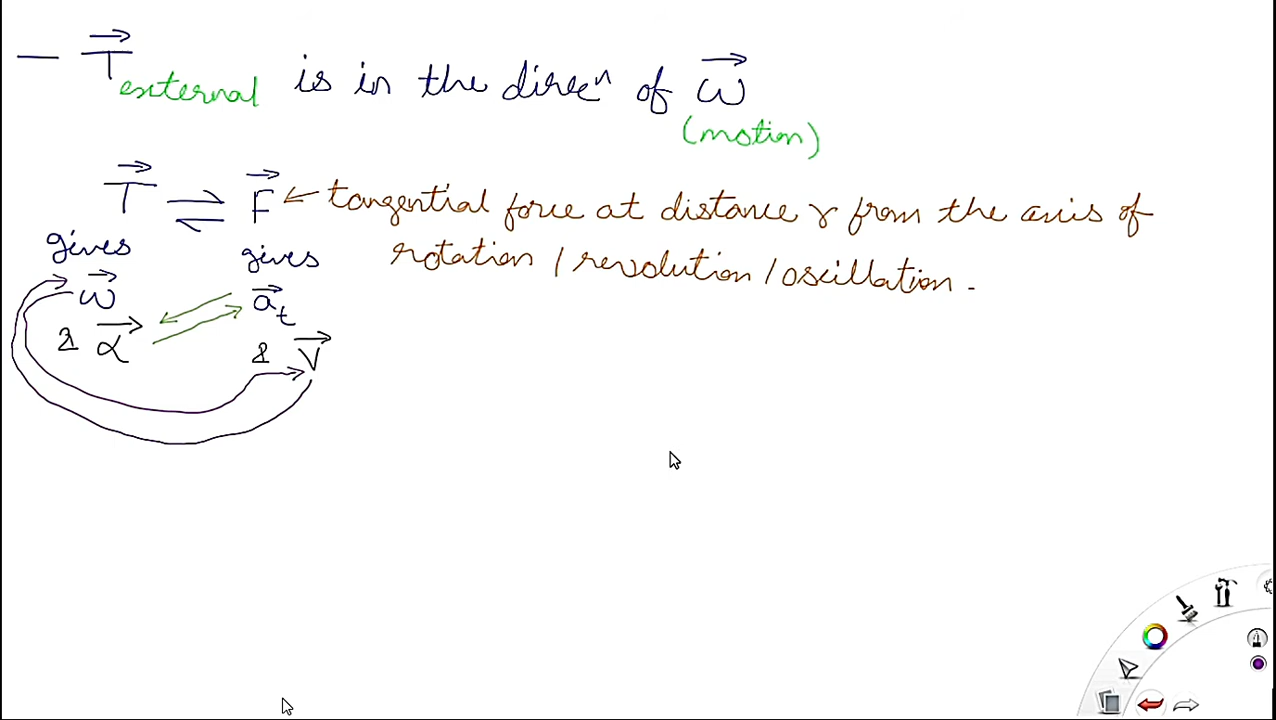 — T⃗ external is in the direcⁿ of ω⃗
(motion)
T⃗ ⇌ F⃗ ← tangential force at distance r from the axis of
rotation / revolution / oscillation.
gives gives
ω⃗ a⃗ₜ
& α⃗ & V⃗